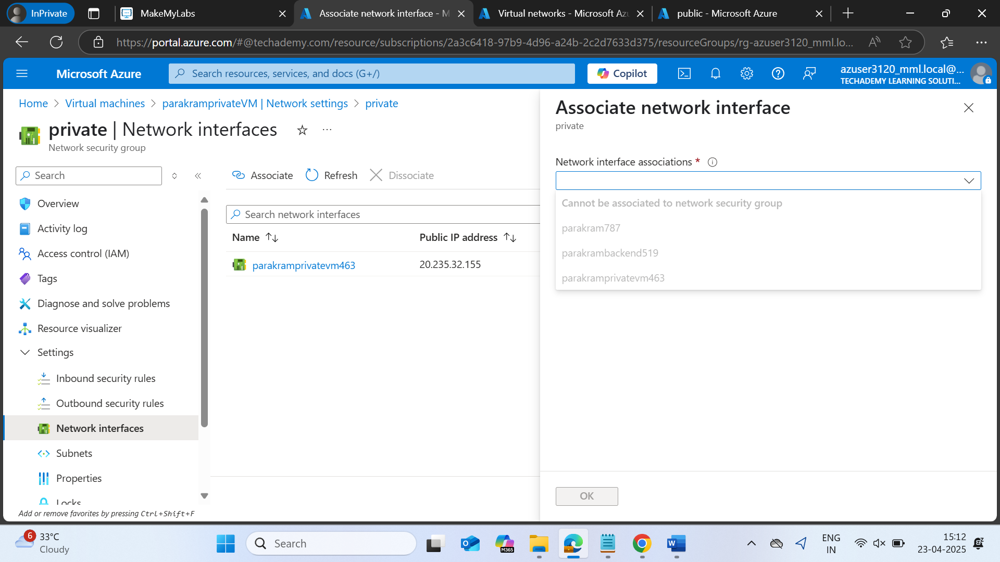 InPrivate
MakeMyLabs
Associate network interface - M
Virtual networks - Microsoft Azu
public - Microsoft Azure
https://portal.azure.com/#@techademy.com/resource/subscriptions/2a3c6418-97b9-4d96-a24b-2c2d7633d375/resourceGroups/rg-azuser3120_mml.lo...
Microsoft Azure
Search resources, services, and docs (G+/)
Copilot
azuser3120_mml.local@...
TECHADEMY LEARNING SOLUTI...
Home > Virtual machines > parakramprivateVM | Network settings > private
private | Network interfaces
Network security group
Search
Overview
Activity log
Access control (IAM)
Tags
Diagnose and solve problems
Resource visualizer
Settings
Inbound security rules
Outbound security rules
Network interfaces
Subnets
Properties
Locks
Add or remove favorites by pressing Ctrl+Shift+F
Associate
Refresh
Dissociate
Search network interfaces
Name
Public IP address
parakramprivatevm463
20.235.32.155
Associate network interface
private
Network interface associations *
Cannot be associated to network security group
parakram787
parakrambackend519
parakramprivatevm463
OK
6
33°C
Cloudy
Search
M365
ENG
IN
15:12
23-04-2025